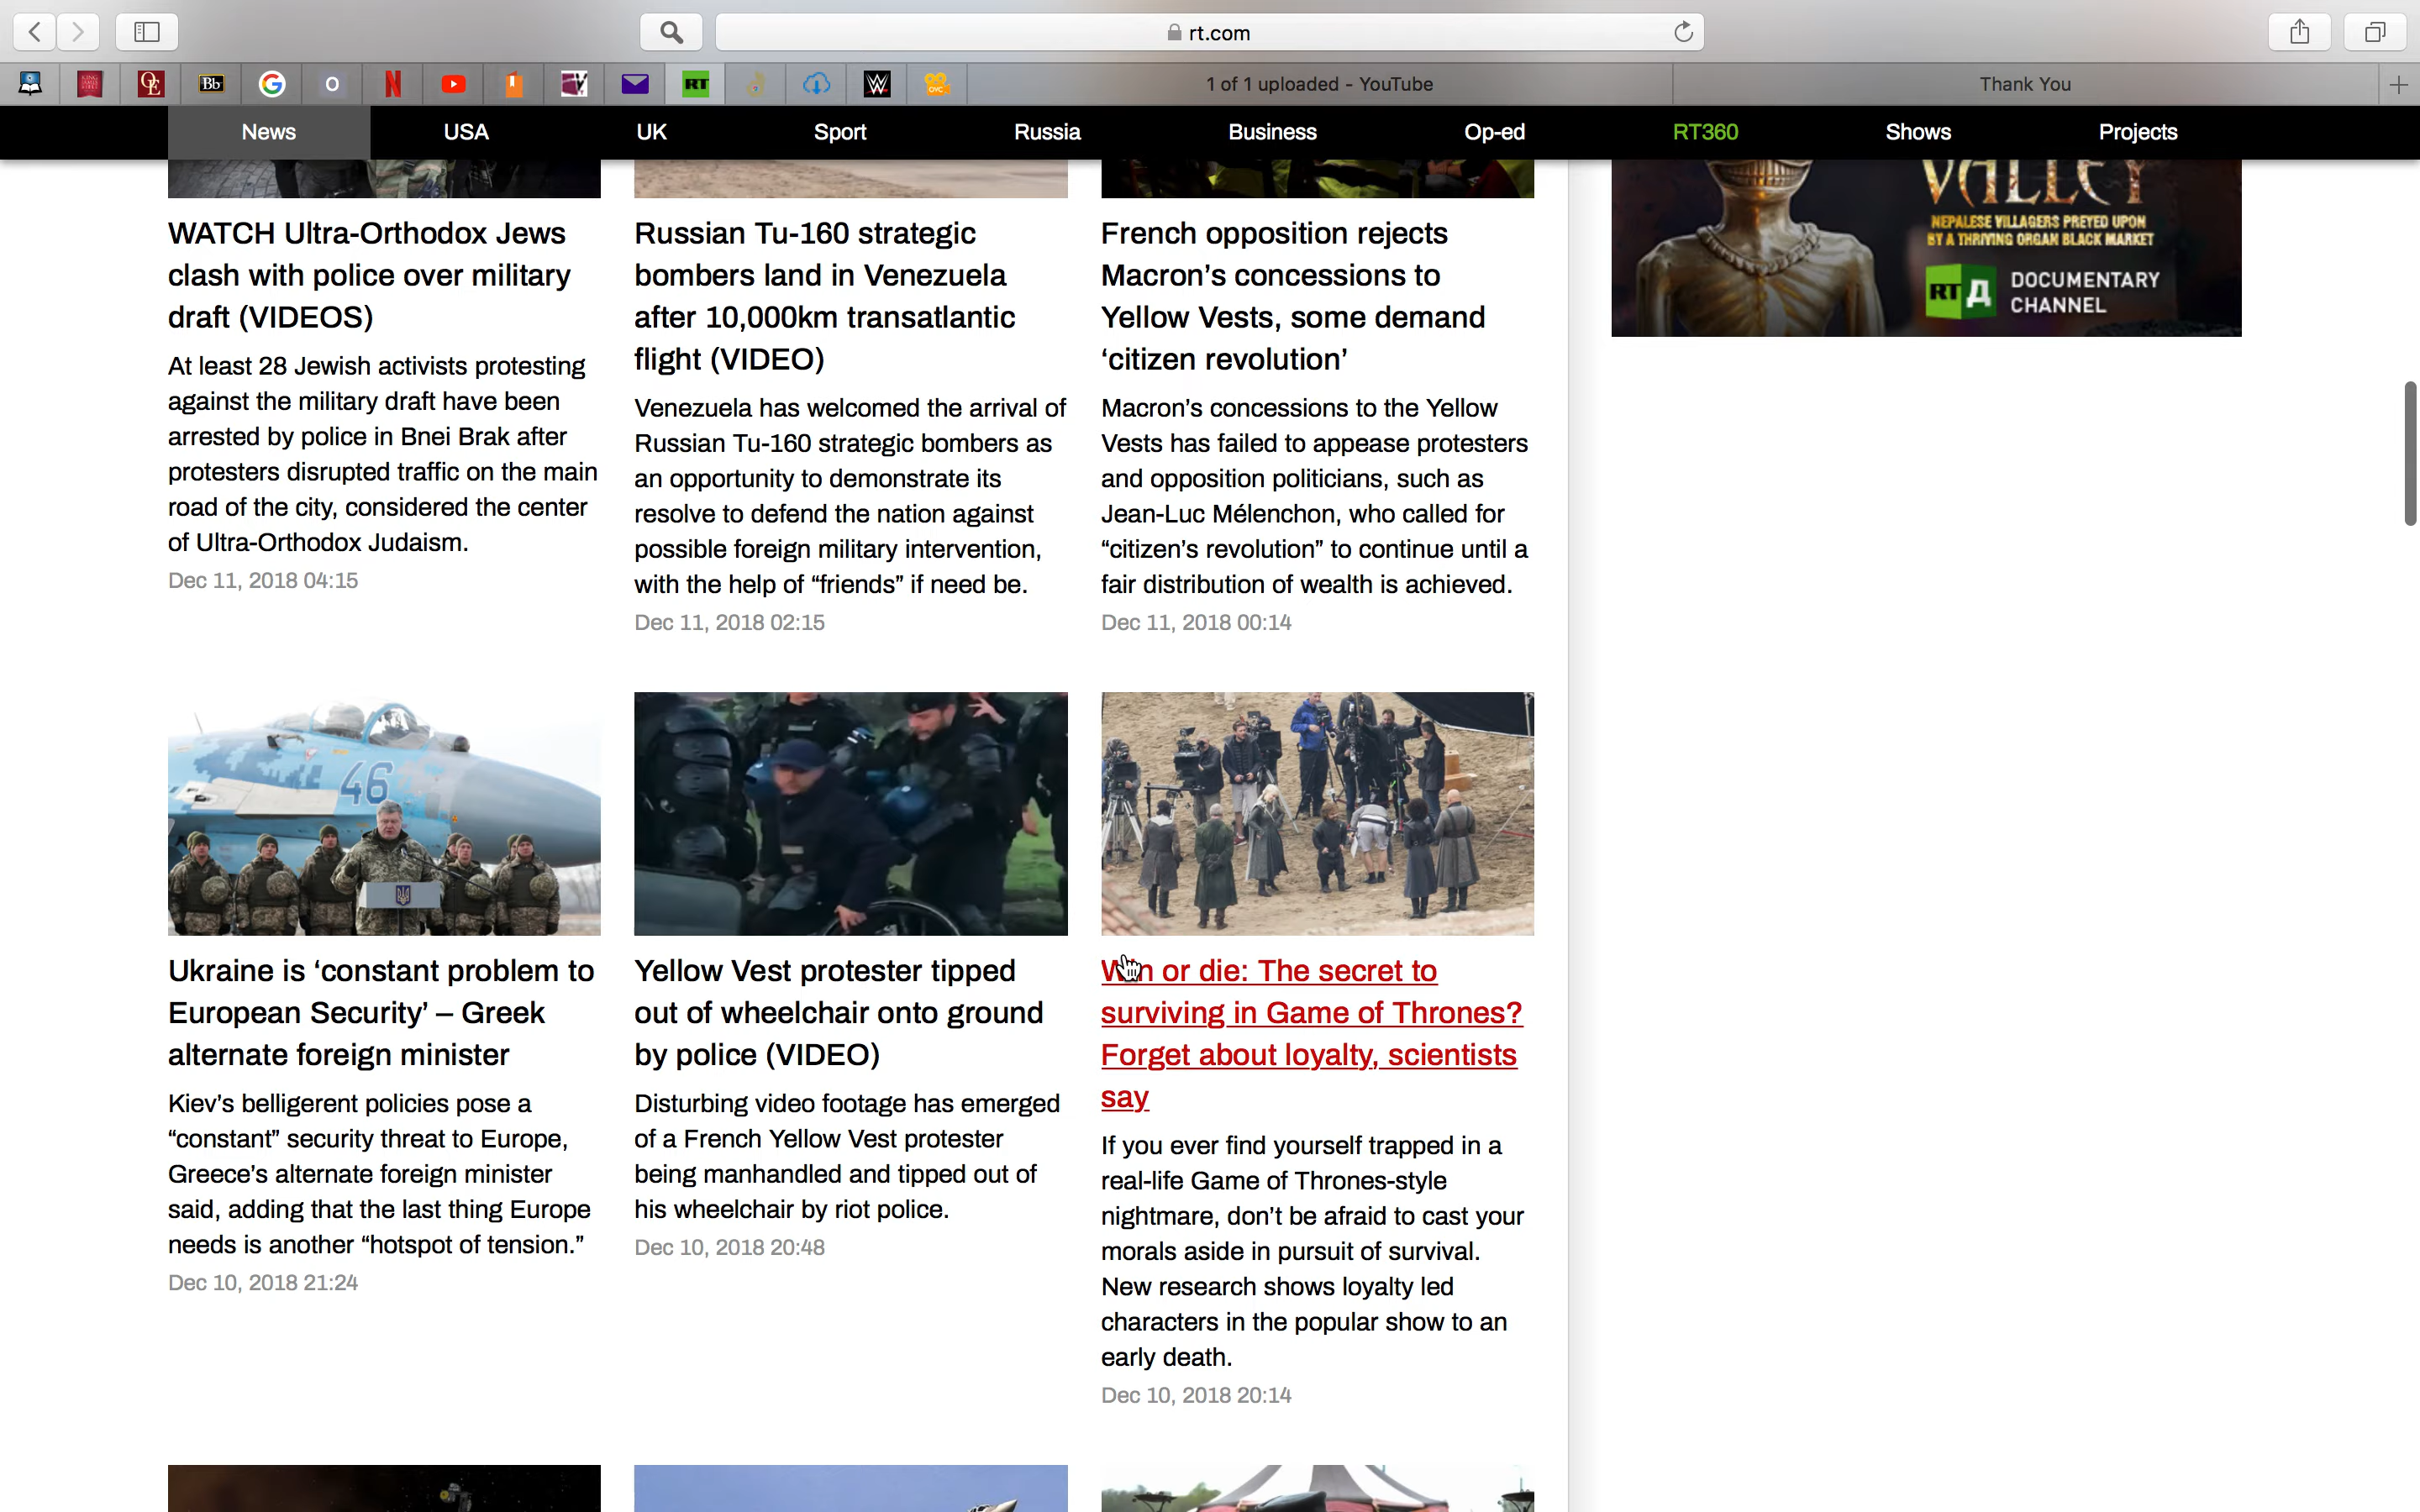 rt.com
Bb
O
RT
W
OVC
1 of 1 uploaded - YouTube
Thank You
News
USA
UK
Sport
Russia
Business
Op-ed
RT360
Shows
Projects
WATCH Ultra-Orthodox Jews
clash with police over military
draft (VIDEOS)
At least 28 Jewish activists protesting
against the military draft have been
arrested by police in Bnei Brak after
protesters disrupted traffic on the main
road of the city, considered the center
of Ultra-Orthodox Judaism.
Dec 11, 2018 04:15
Russian Tu-160 strategic
bombers land in Venezuela
after 10,000km transatlantic
flight (VIDEO)
Venezuela has welcomed the arrival of
Russian Tu-160 strategic bombers as
an opportunity to demonstrate its
resolve to defend the nation against
possible foreign military intervention,
with the help of “friends” if need be.
Dec 11, 2018 02:15
French opposition rejects
Macron’s concessions to
Yellow Vests, some demand
‘citizen revolution’
Macron’s concessions to the Yellow
Vests has failed to appease protesters
and opposition politicians, such as
Jean-Luc Mélenchon, who called for
“citizen’s revolution” to continue until a
fair distribution of wealth is achieved.
Dec 11, 2018 00:14
VALLEY
NEPALESE VILLAGERS PREYED UPON
BY A THRIVING ORGAN BLACK MARKET
RT Д
DOCUMENTARY
CHANNEL
46
Ukraine is ‘constant problem to
European Security’ – Greek
alternate foreign minister
Kiev’s belligerent policies pose a
“constant” security threat to Europe,
Greece’s alternate foreign minister
said, adding that the last thing Europe
needs is another “hotspot of tension.”
Dec 10, 2018 21:24
Yellow Vest protester tipped
out of wheelchair onto ground
by police (VIDEO)
Disturbing video footage has emerged
of a French Yellow Vest protester
being manhandled and tipped out of
his wheelchair by riot police.
Dec 10, 2018 20:48
Win or die: The secret to
surviving in Game of Thrones?
Forget about loyalty, scientists
say
If you ever find yourself trapped in a
real-life Game of Thrones-style
nightmare, don’t be afraid to cast your
morals aside in pursuit of survival.
New research shows loyalty led
characters in the popular show to an
early death.
Dec 10, 2018 20:14